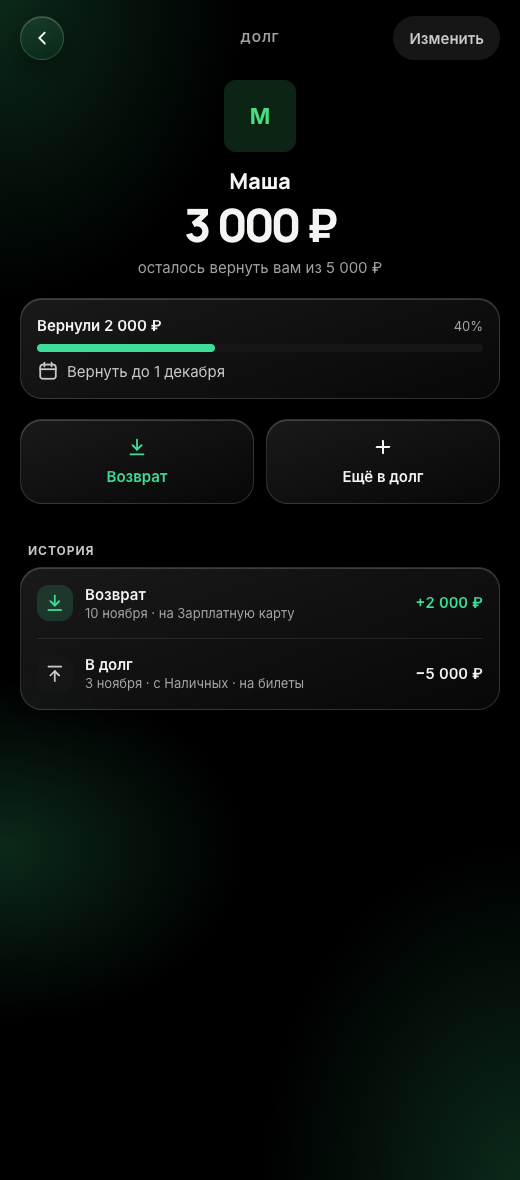 ДОЛГ
Изменить
М
Маша
3 000 ₽
осталось вернуть вам из 5 000 ₽
Вернули 2 000 ₽
40%
Вернуть до 1 декабря
Возврат
Ещё в долг
ИСТОРИЯ
Возврат
10 ноября · на Зарплатную карту
+2 000 ₽
В долг
3 ноября · с Наличных · на билеты
−5 000 ₽